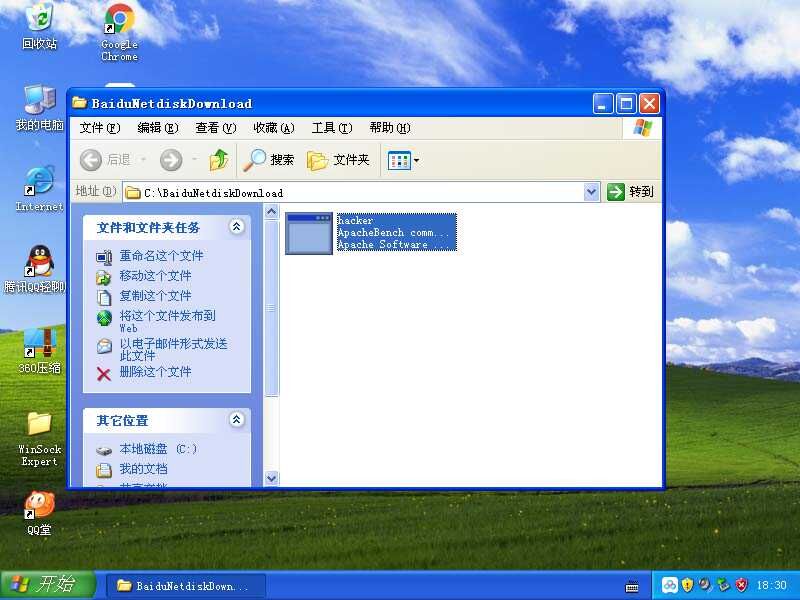 回收站
Google
Chrome
我的电脑
Internet
腾讯QQ轻聊
360压缩
WinSock
Expert
QQ堂
BaiduNetdiskDownload
文件(F) 编辑(E) 查看(V) 收藏(A) 工具(T) 帮助(H)
后退 搜索 文件夹
地址(D) C:\BaiduNetdiskDownload 转到
文件和文件夹任务
重命名这个文件
移动这个文件
复制这个文件
将这个文件发布到
Web
以电子邮件形式发送
此文件
删除这个文件
其它位置
本地磁盘 (C:)
我的文档
hacker
ApacheBench comm...
Apache Software ...
开始
BaiduNetdiskDown...
18:30